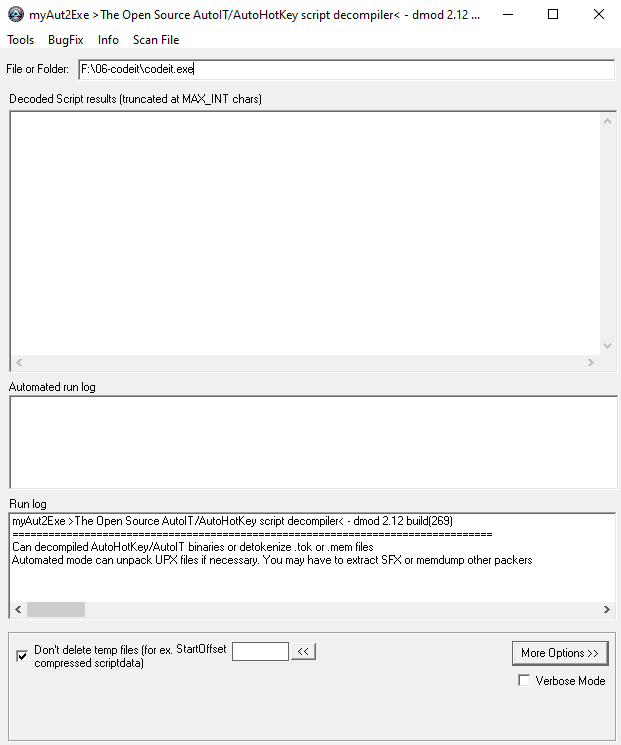 myAut2Exe >The Open Source AutoIT/AutoHotKey script decompiler< - dmod 2.12 ...
Tools BugFix Info Scan File
File or Folder: F:\06-codeit\codeit.exe
Decoded Script results (truncated at MAX_INT chars)
Automated run log
Run log
myAut2Exe >The Open Source AutoIT/AutoHotKey script decompiler< - dmod 2.12 build(269)
================================================================================
Can decompiled AutoHotKey/AutoIT binaries or detokenize .tok or .mem files
Automated mode can unpack UPX files if necessary. You may have to extract SFX or memdump other packers
Don't delete temp files (for ex. compressed scriptdata)
StartOffset <<
More Options >>
Verbose Mode